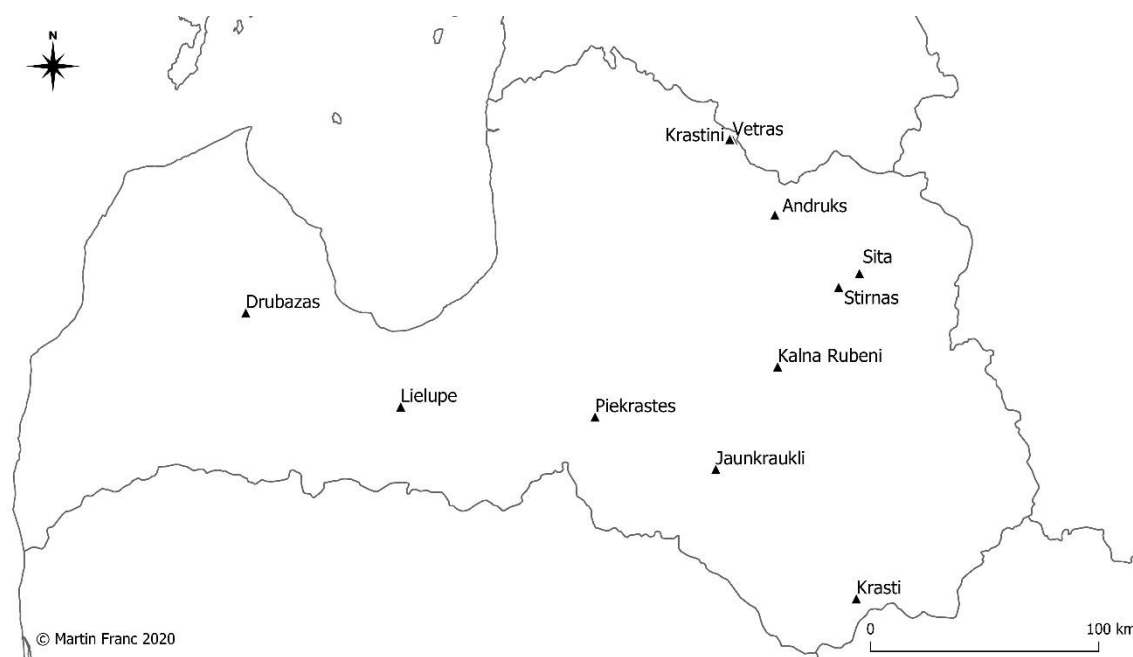 N
Krastini
Vetras
Andruks
Sita
Stirnas
Drubazas
Kalna Rubeni
Lielupe
Piekrastes
Jaunkraukli
Krasti
0
100 km
© Martin Franc 2020